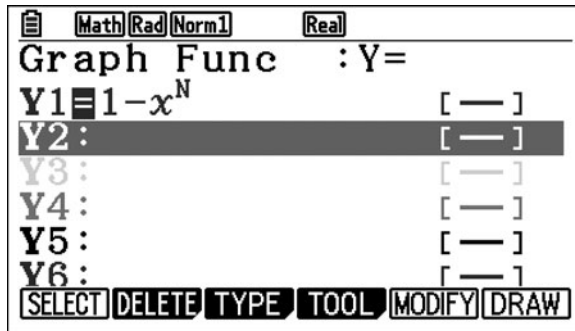 Math Rad Norm1 Real
Graph Func :Y=
Y1=1-xᴺ [—]
Y2: [—]
Y3: [—]
Y4: [—]
Y5: [—]
Y6: [—]
SELECT DELETE TYPE TOOL MODIFY DRAW